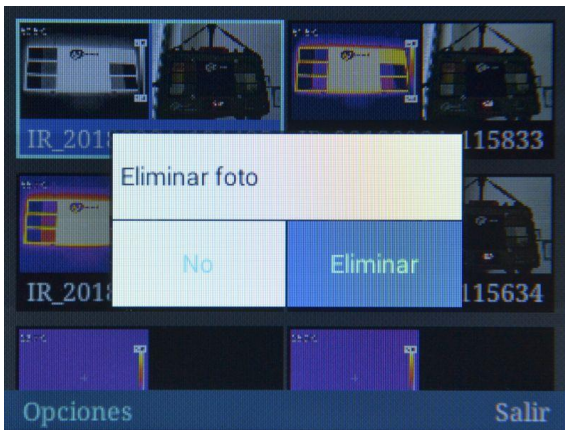 IR_201
115833
Eliminar foto
No
Eliminar
IR_201
115634
Opciones
Salir